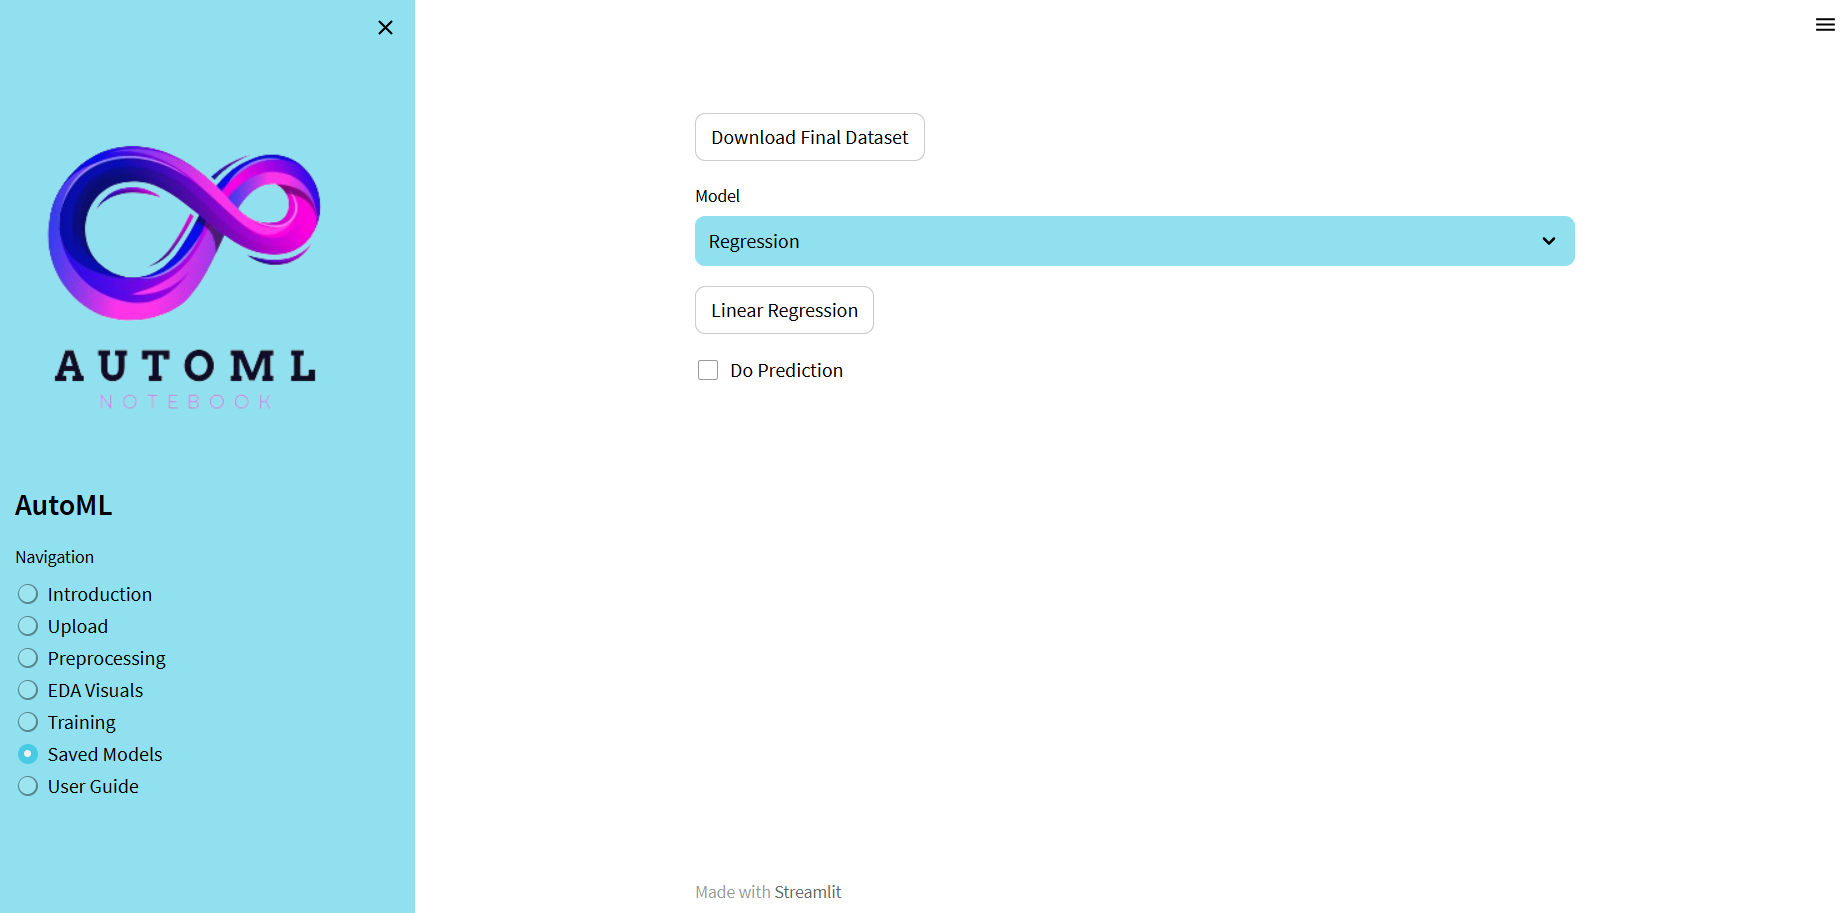 AUTOML
NOTEBOOK
AutoML
Navigation
Introduction
Upload
Preprocessing
EDA Visuals
Training
Saved Models
User Guide
Download Final Dataset
Model
Regression
Linear Regression
Do Prediction
Made with Streamlit